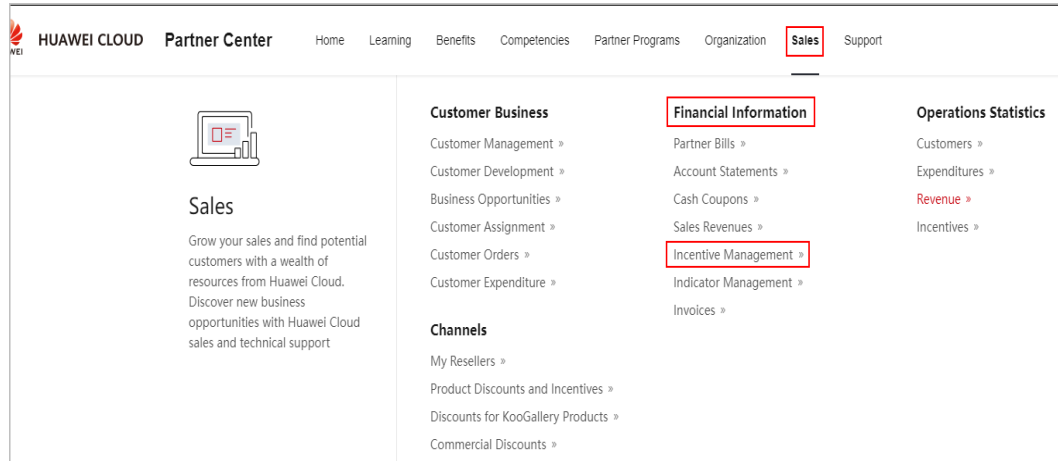 WEI HUAWEI CLOUD Partner Center Home Learning Benefits Competencies Partner Programs Organization Sales Support
Sales
Grow your sales and find potential
customers with a wealth of
resources from Huawei Cloud.
Discover new business
opportunities with Huawei Cloud
sales and technical support
Customer Business
Customer Management »
Customer Development »
Business Opportunities »
Customer Assignment »
Customer Orders »
Customer Expenditure »
Channels
My Resellers »
Product Discounts and Incentives »
Discounts for KooGallery Products »
Commercial Discounts »
Financial Information
Partner Bills »
Account Statements »
Cash Coupons »
Sales Revenues »
Incentive Management »
Indicator Management »
Invoices »
Operations Statistics
Customers »
Expenditures »
Revenue »
Incentives »